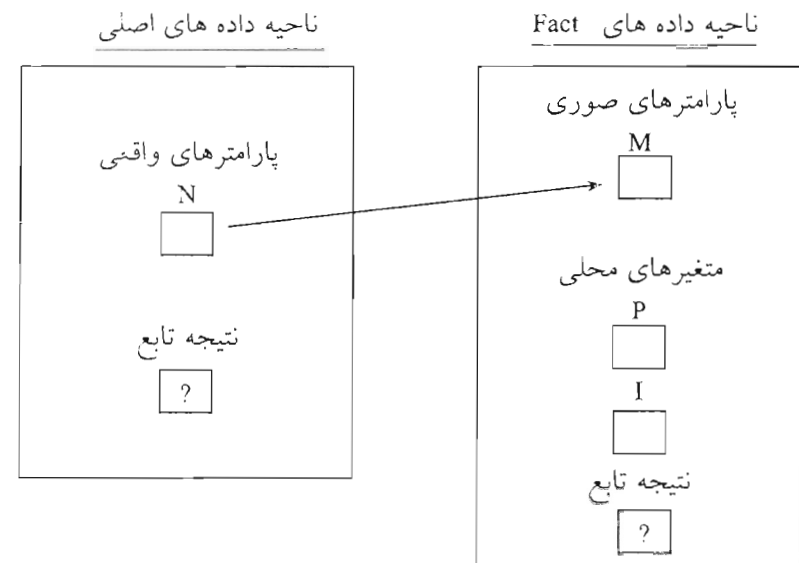 ناحیه داده های Fact
پارامترهای صوری
M
متغیرهای محلی
P
I
نتیجه تابع
?
ناحیه داده های اصلی
پارامترهای واقعی
N
نتیجه تابع
?